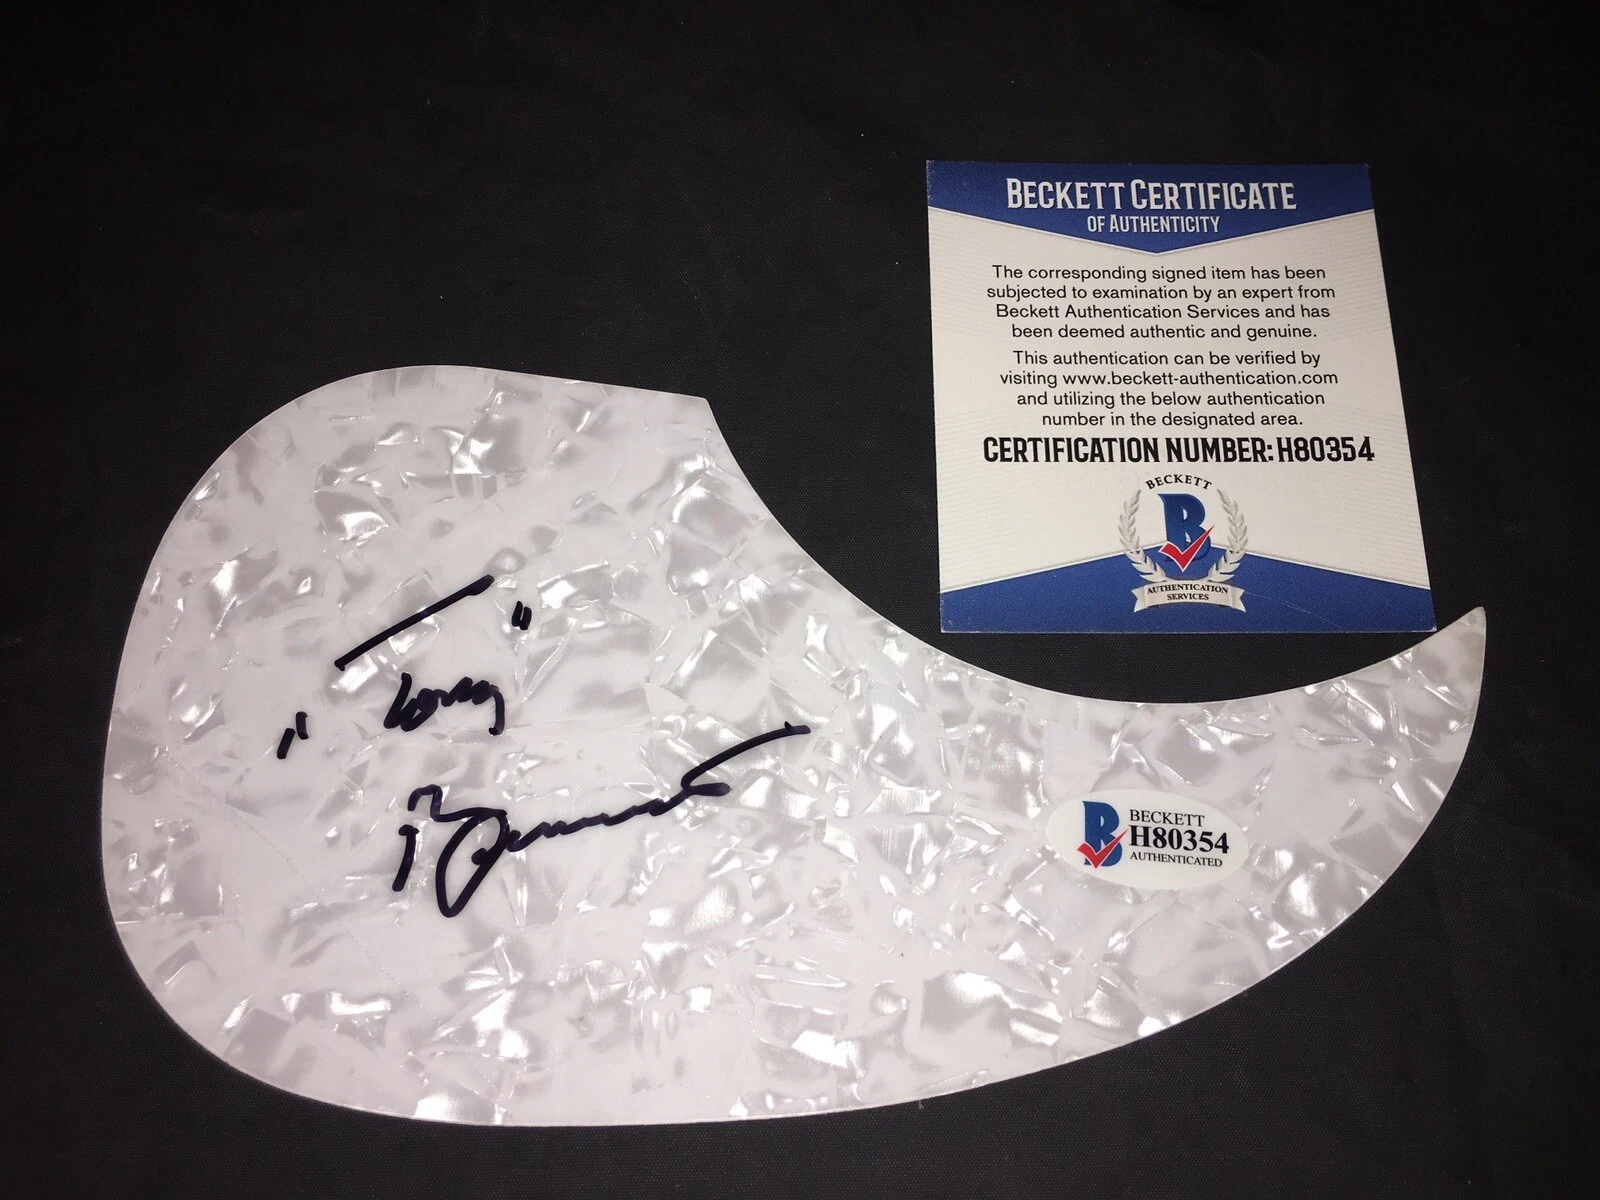 BECKETT CERTIFICATE
OF AUTHENTICITY
The corresponding signed item has been
subjected to examination by an expert from
Beckett Authentication Services and has
been deemed authentic and genuine.
This authentication can be verified by
visiting www.beckett-authentication.com
and utilizing the below authentication
number in the designated area.
CERTIFICATION NUMBER: H80354
BECKETT
B
AUTHENTICATION
SERVICES
"Tony"
Bennett
B
BECKETT
H80354
AUTHENTICATED